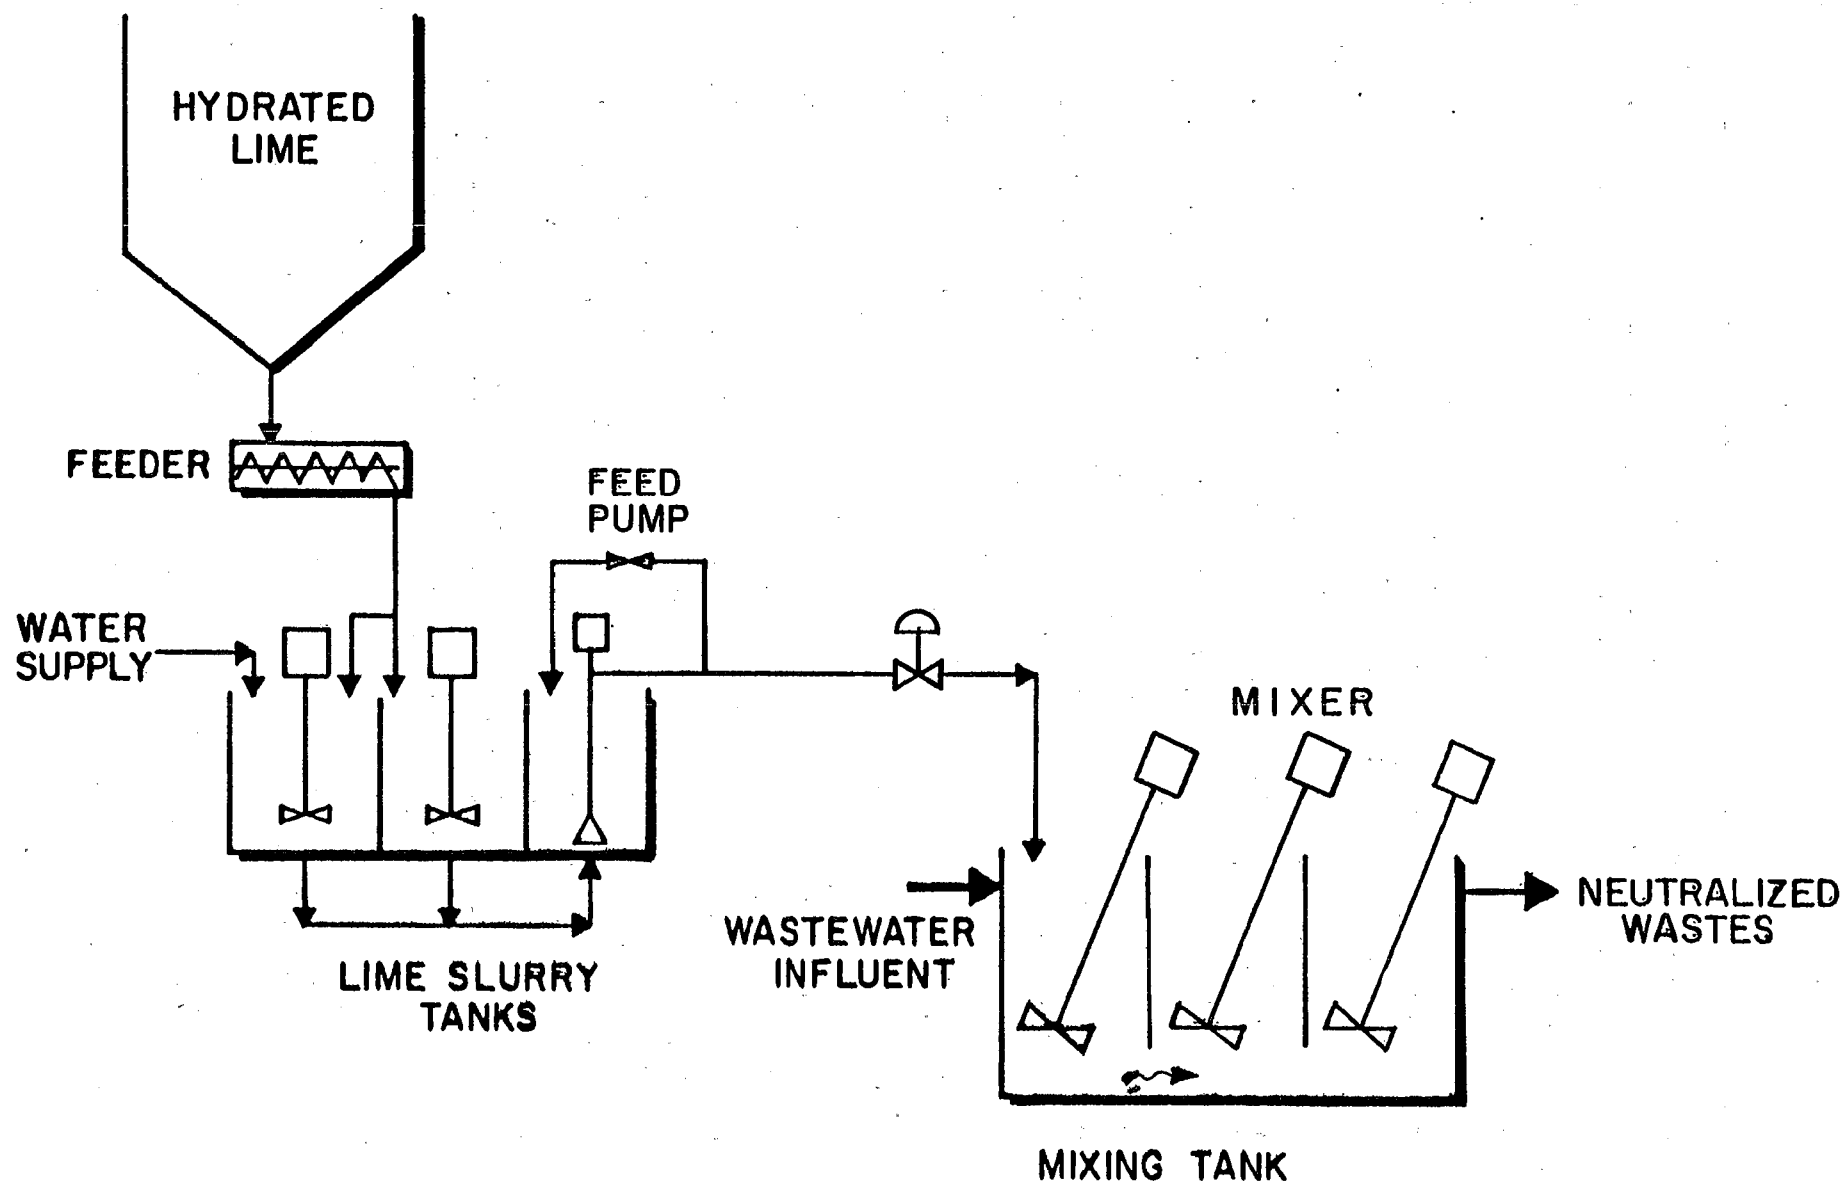 HYDRATED
LIME
FEEDER
FEED
PUMP
WATER
SUPPLY
MIXER
WASTEWATER
INFLUENT
NEUTRALIZED
WASTES
LIME SLURRY
TANKS
MIXING TANK